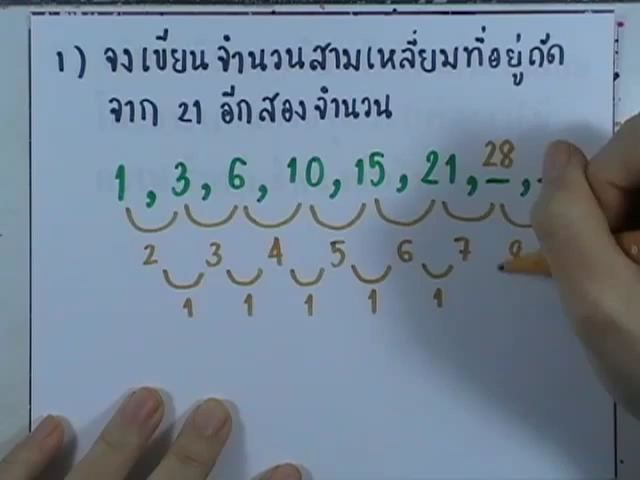 1) จงเขียนจำนวนสามเหลี่ยมที่อยู่ถัด
จาก 21 อีกสองจำนวน
28
1, 3, 6, 10, 15, 21, _,
2 3 4 5 6 7
1 1 1 1 1